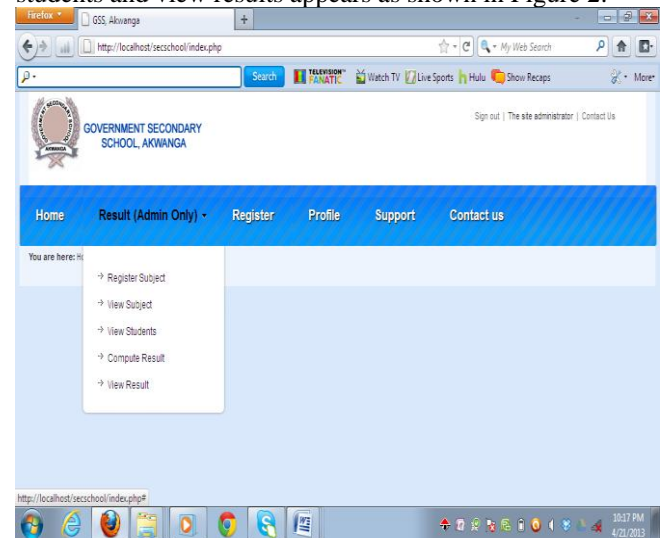 students and view results appears as shown in Figure 2.
Firefox
GSS, Akwanga
+
http://localhost/secschool/index.php
My Web Search
Search TELEVISION FANATIC Watch TV Live Sports Hulu Show Recaps More
Sign out | The site administrator | Contact Us
GOVERNMENT SECONDARY
SCHOOL, AKWANGA
AKWANGA
Home Result (Admin Only) Register Profile Support Contact us
You are here:
Register Subject
View Subject
View Students
Compute Result
View Result
http://localhost/secschool/index.php#
10:17 PM
4/21/2013